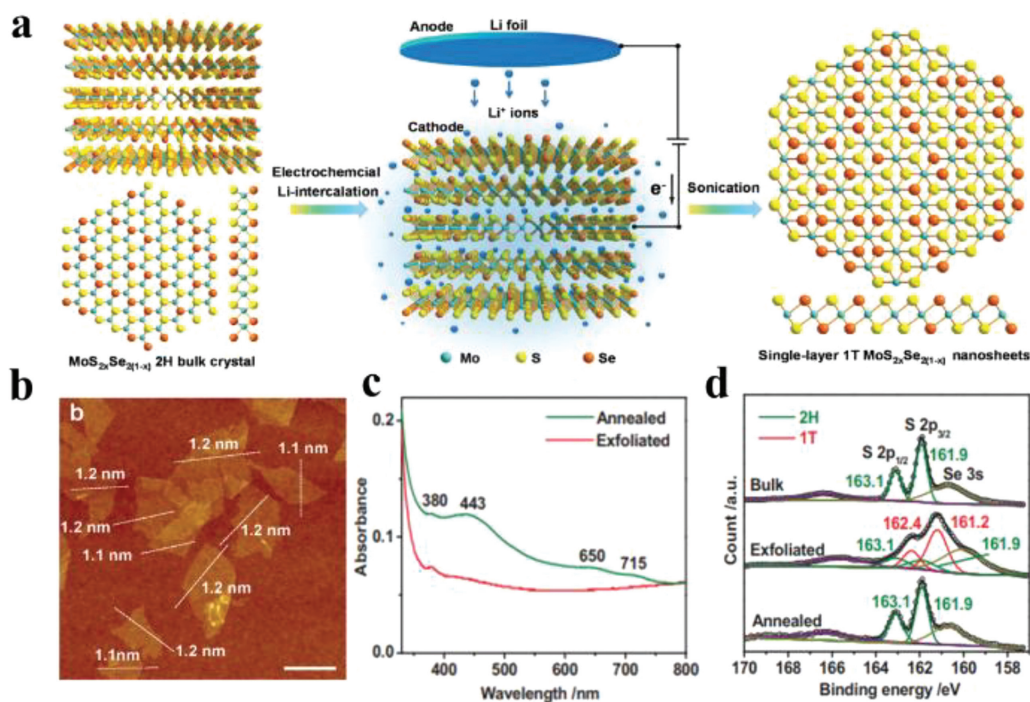 a
Anode
Li foil
Li⁺ ions
Cathode
Electrochemcial
Li-intercalation
e⁻
Sonication
Mo
S
Se
MoS₂ₓSe₂₍₁₋ₓ₎ 2H bulk crystal
Single-layer 1T MoS₂ₓSe₂₍₁₋ₓ₎ nanosheets
b
b
1.2 nm
1.1 nm
1.2 nm
1.2 nm
1.2 nm
1.1 nm
1.2 nm
1.2 nm
1.1nm
c
Annealed
Exfoliated
0.2
0.1
0.0
380
443
650
715
400 500 600 700 800
Absorbance
Wavelength /nm
d
2H
1T
S 2p₃/₂
S 2p₁/₂
161.9
163.1
Se 3s
Bulk
162.4
161.2
163.1
161.9
Exfoliated
163.1
161.9
Annealed
170 168 166 164 162 160 158
Count /a.u.
Binding energy /eV